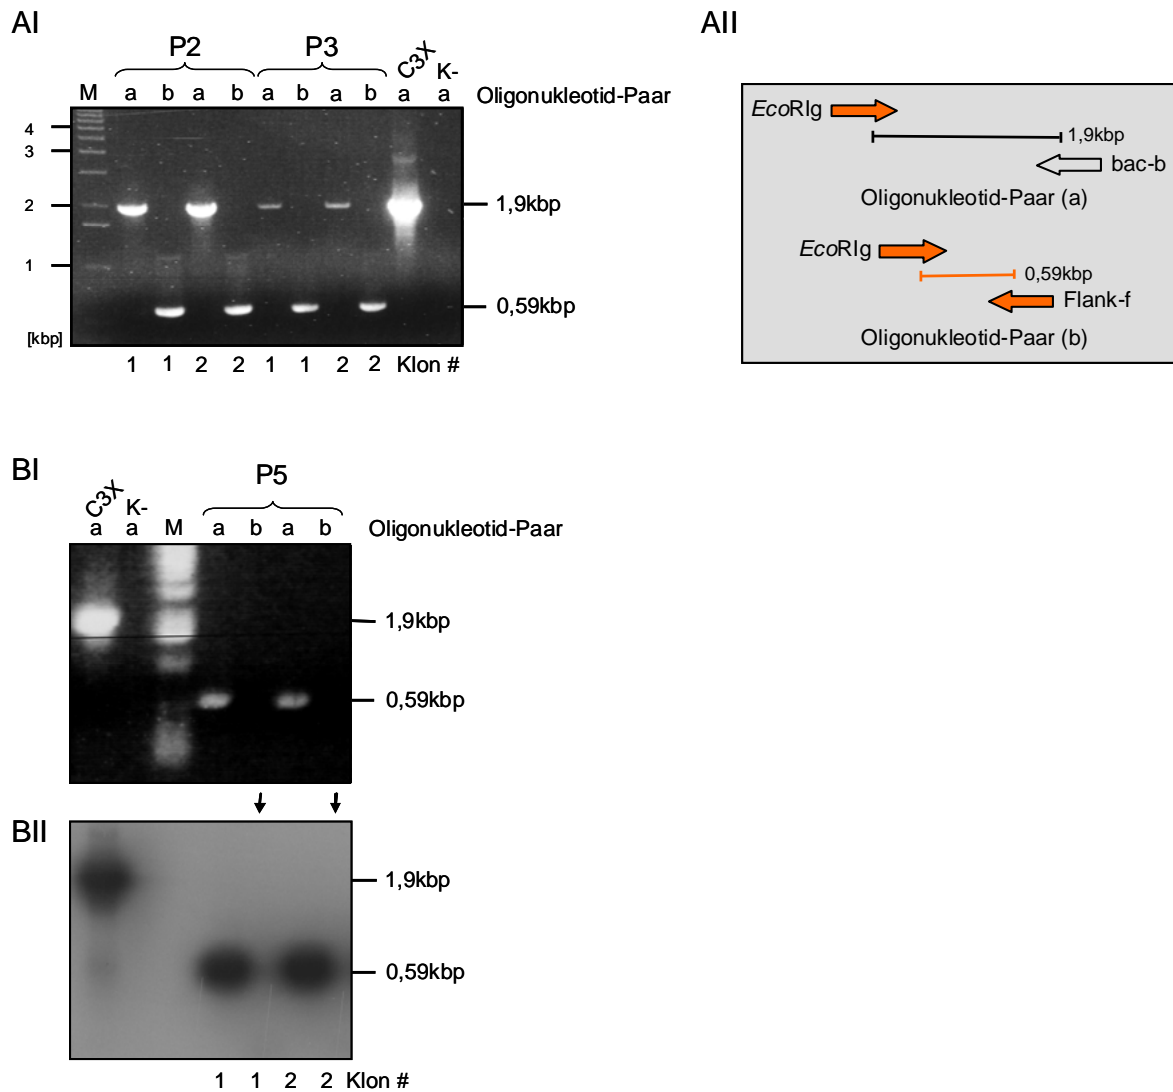 AI
P2 P3 C3X K-
M a b a b a b a b a a Oligonukleotid-Paar
4
3
2 1,9kbp
1
0,59kbp
[kbp]
1 1 2 2 1 1 2 2 Klon #
AII
EcoRIg
1,9kbp
bac-b
Oligonukleotid-Paar (a)
EcoRIg
0,59kbp
Flank-f
Oligonukleotid-Paar (b)
BI
P5
C3X K-
a a M a b a b Oligonukleotid-Paar
1,9kbp
0,59kbp
BII
1,9kbp
0,59kbp
1 1 2 2 Klon #